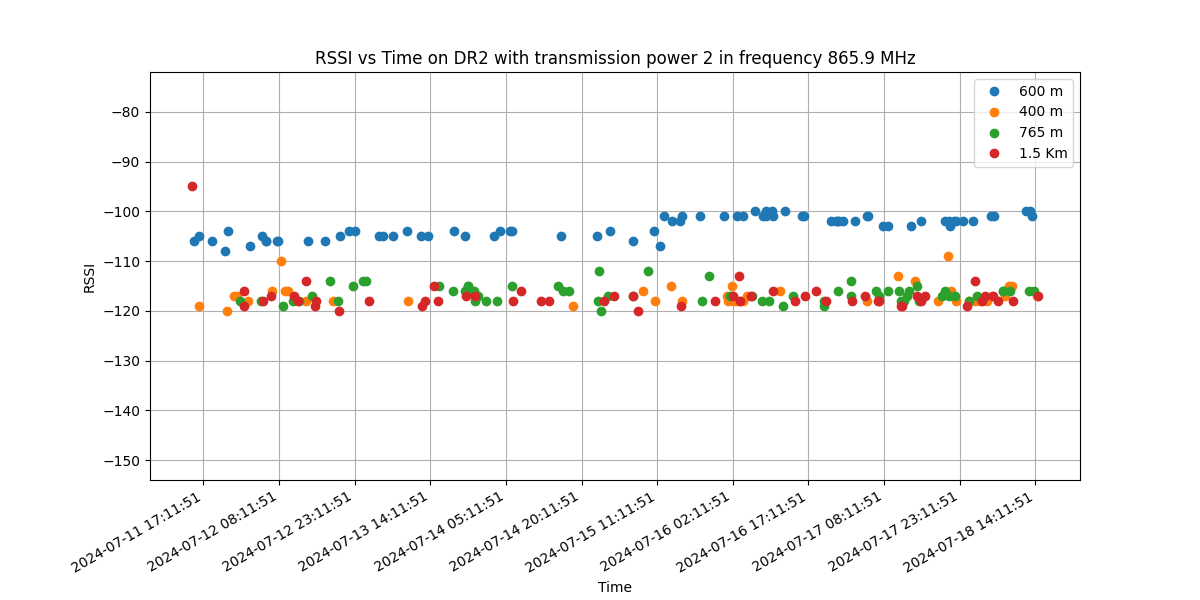 RSSI vs Time on DR2 with transmission power 2 in frequency 865.9 MHz
600 m
400 m
765 m
1.5 Km
RSSI
−80
−90
−100
−110
−120
−130
−140
−150
2024-07-11 17:11:51
2024-07-12 08:11:51
2024-07-12 23:11:51
2024-07-13 14:11:51
2024-07-14 05:11:51
2024-07-14 20:11:51
2024-07-15 11:11:51
2024-07-16 02:11:51
2024-07-16 17:11:51
2024-07-17 08:11:51
2024-07-17 23:11:51
2024-07-18 14:11:51
Time